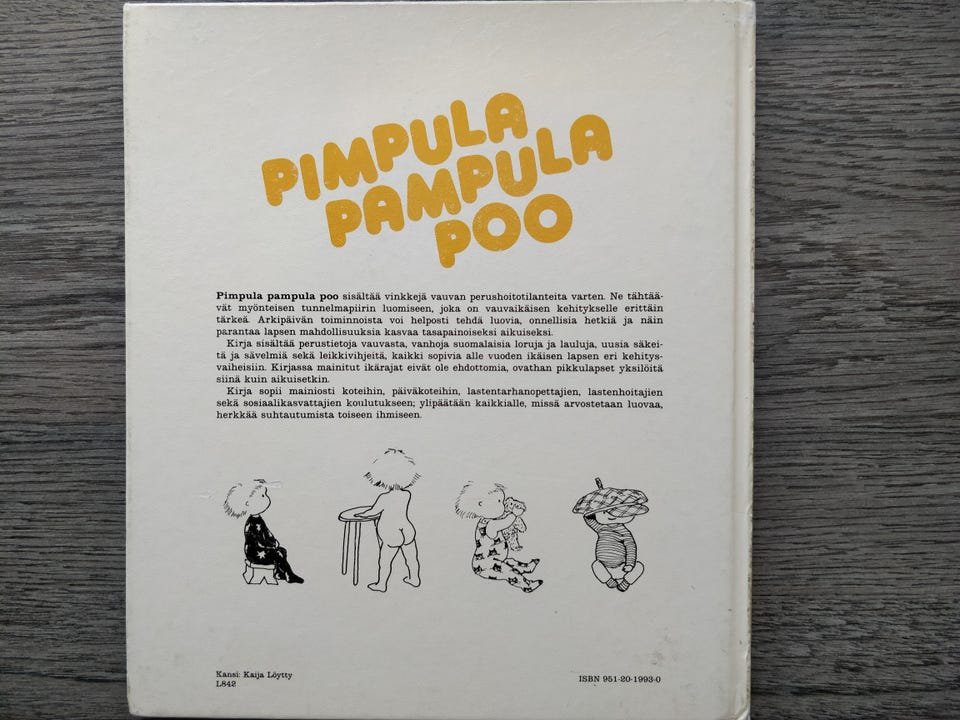 PIMPULA
PAMPULA
POO
Pimpula pampula poo sisältää vinkkejä vauvan perushoitotilanteita varten. Ne tähtää-
vät myönteisen tunnelmapiirin luomiseen, joka on vauvaikäisen kehitykselle erittäin
tärkeä. Arkipäivän toiminnoista voi helposti tehdä luovia, onnellisia hetkiä ja näin
parantaa lapsen mahdollisuuksia kasvaa tasapainoiseksi aikuiseksi.
Kirja sisältää perustietoja vauvasta, vanhoja suomalaisia loruja ja lauluja, uusia säkei-
tä ja sävelmiä sekä leikkivihjeitä, kaikki sopivia alle vuoden ikäisen lapsen eri kehitys-
vaiheisiin. Kirjassa mainitut ikärajat eivät ole ehdottomia, ovathan pikkulapset yksilöitä
siinä kuin aikuisetkin.
Kirja sopii mainiosti koteihin, päiväkoteihin, lastentarhanopettajien, lastenhoitajien
sekä sosiaalikasvattajien koulutukseen; ylipäätään kaikkialle, missä arvostetaan luovaa,
herkkää suhtautumista toiseen ihmiseen.
Kansi: Kaija Löytty
L842
ISBN 951-20-1993-0